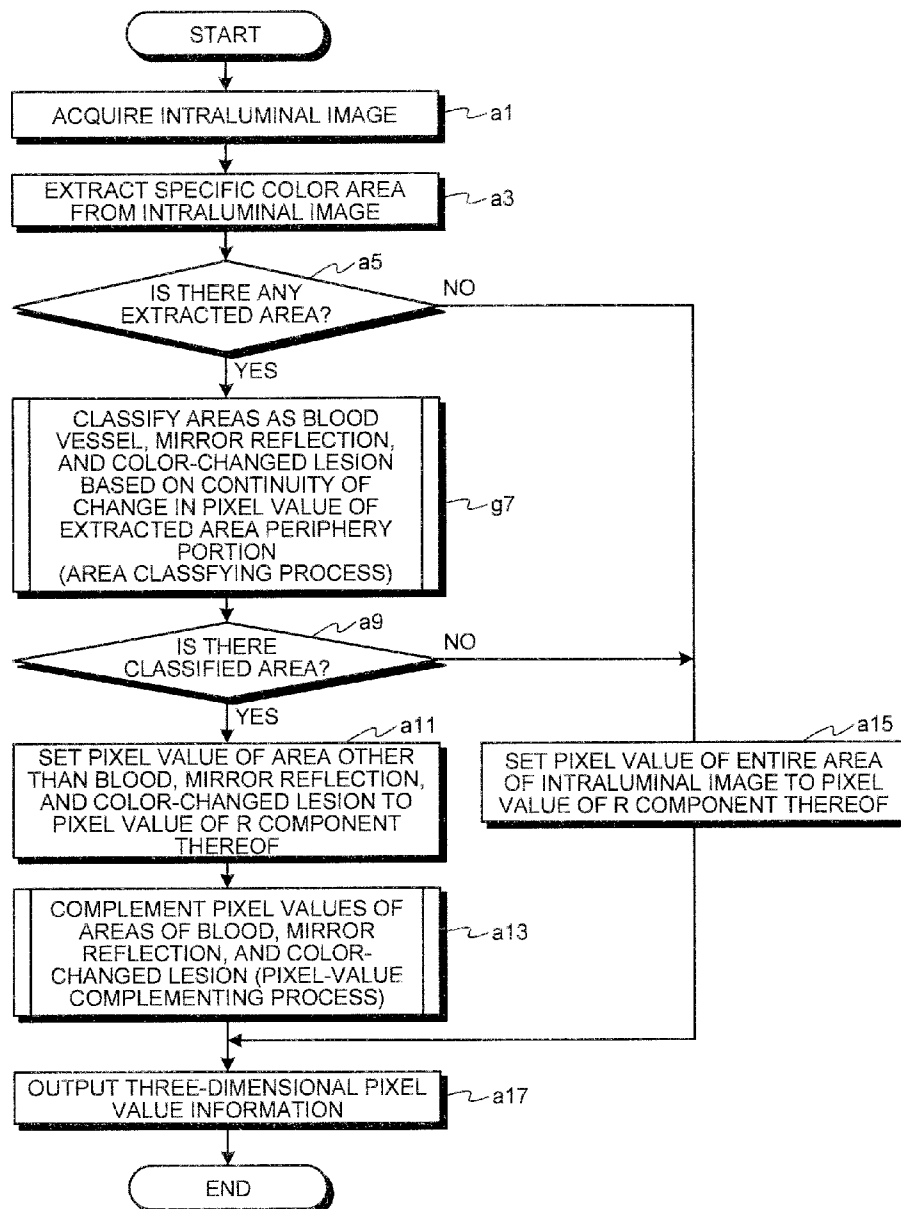 START
ACQUIRE INTRALUMINAL IMAGE
a1
EXTRACT SPECIFIC COLOR AREA
FROM INTRALUMINAL IMAGE
a3
a5
IS THERE ANY
EXTRACTED AREA?
NO
YES
CLASSIFY AREAS AS BLOOD
VESSEL, MIRROR REFLECTION,
AND COLOR-CHANGED LESION
BASED ON CONTINUITY OF
CHANGE IN PIXEL VALUE OF
EXTRACTED AREA PERIPHERY
PORTION
(AREA CLASSFYING PROCESS)
g7
a9
IS THERE
CLASSIFIED AREA?
NO
YES
a11
SET PIXEL VALUE OF AREA OTHER
THAN BLOOD, MIRROR REFLECTION,
AND COLOR-CHANGED LESION TO
PIXEL VALUE OF R COMPONENT
THEREOF
a15
SET PIXEL VALUE OF ENTIRE AREA
OF INTRALUMINAL IMAGE TO PIXEL
VALUE OF R COMPONENT THEREOF
COMPLEMENT PIXEL VALUES OF
AREAS OF BLOOD, MIRROR
REFLECTION, AND COLOR-
CHANGED LESION (PIXEL-VALUE
COMPLEMENTING PROCESS)
a13
OUTPUT THREE-DIMENSIONAL PIXEL
VALUE INFORMATION
a17
END